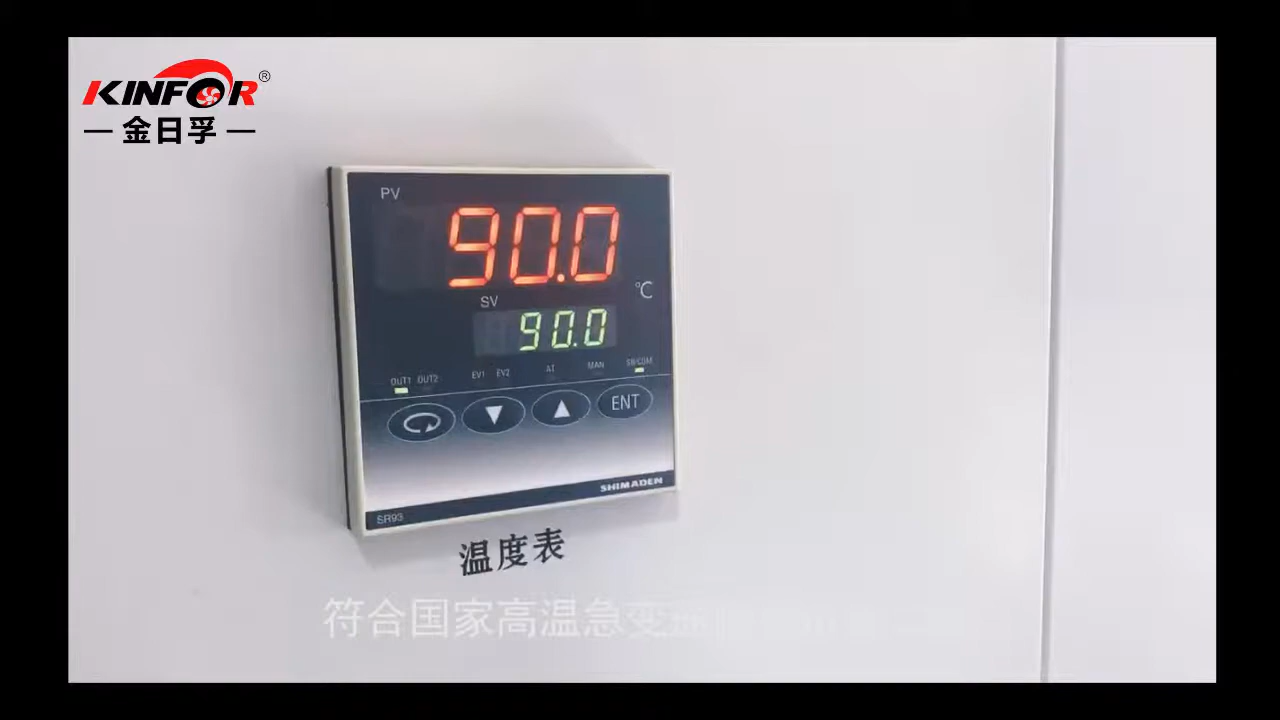 KINFOR®
金日孚
PV
90.0
℃
SV
90.0
OUT1 OUT2 EV1 EV2 AT MAN SB/COM
ENT
SHIMADEN
SR93
温度表
符合国家高温急变